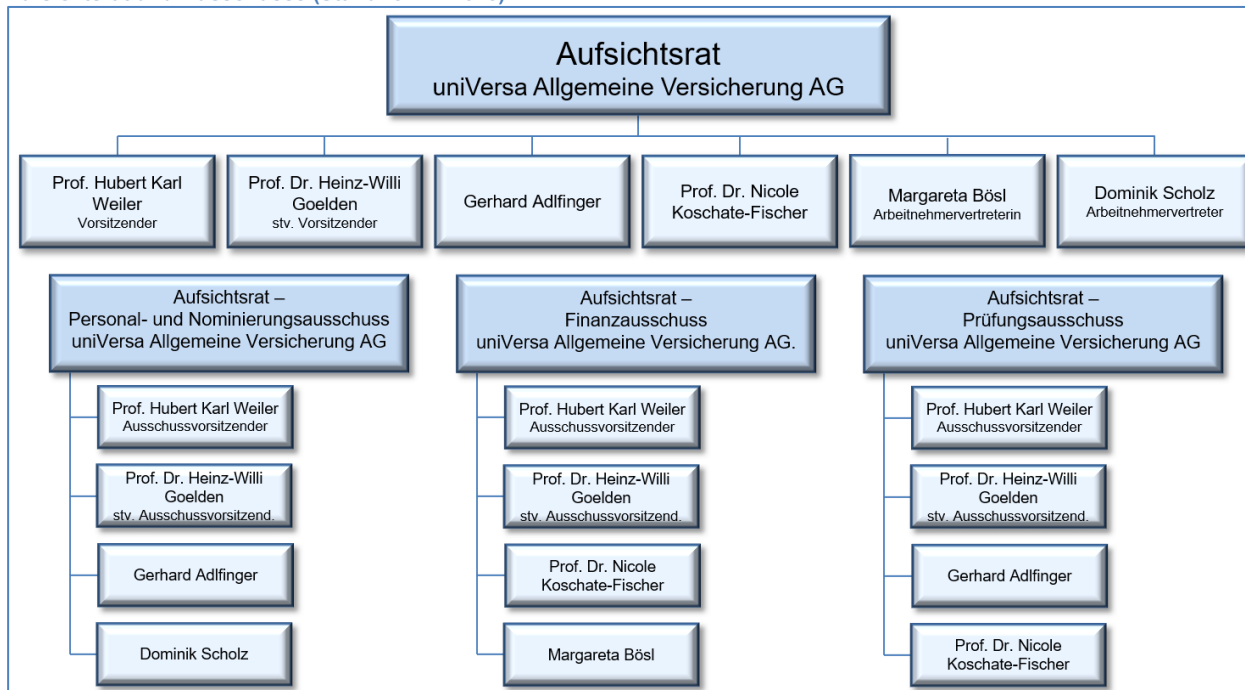 Aufsichtsrat
uniVersa Allgemeine Versicherung AG
Prof. Hubert Karl
Weiler
Vorsitzender
Prof. Dr. Heinz-Willi
Goelden
stv. Vorsitzender
Gerhard Adlfinger
Prof. Dr. Nicole
Koschate-Fischer
Margareta Bösl
Arbeitnehmervertreterin
Dominik Scholz
Arbeitnehmervertreter
Aufsichtsrat –
Personal- und Nominierungsausschuss
uniVersa Allgemeine Versicherung AG
Prof. Hubert Karl Weiler
Ausschussvorsitzender
Prof. Dr. Heinz-Willi
Goelden
stv. Ausschussvorsitzend.
Gerhard Adlfinger
Dominik Scholz
Aufsichtsrat –
Finanzausschuss
uniVersa Allgemeine Versicherung AG.
Prof. Hubert Karl Weiler
Ausschussvorsitzender
Prof. Dr. Heinz-Willi
Goelden
stv. Ausschussvorsitzend.
Prof. Dr. Nicole
Koschate-Fischer
Margareta Bösl
Aufsichtsrat –
Prüfungsausschuss
uniVersa Allgemeine Versicherung AG
Prof. Hubert Karl Weiler
Ausschussvorsitzender
Prof. Dr. Heinz-Willi
Goelden
stv. Ausschussvorsitzend.
Gerhard Adlfinger
Prof. Dr. Nicole
Koschate-Fischer